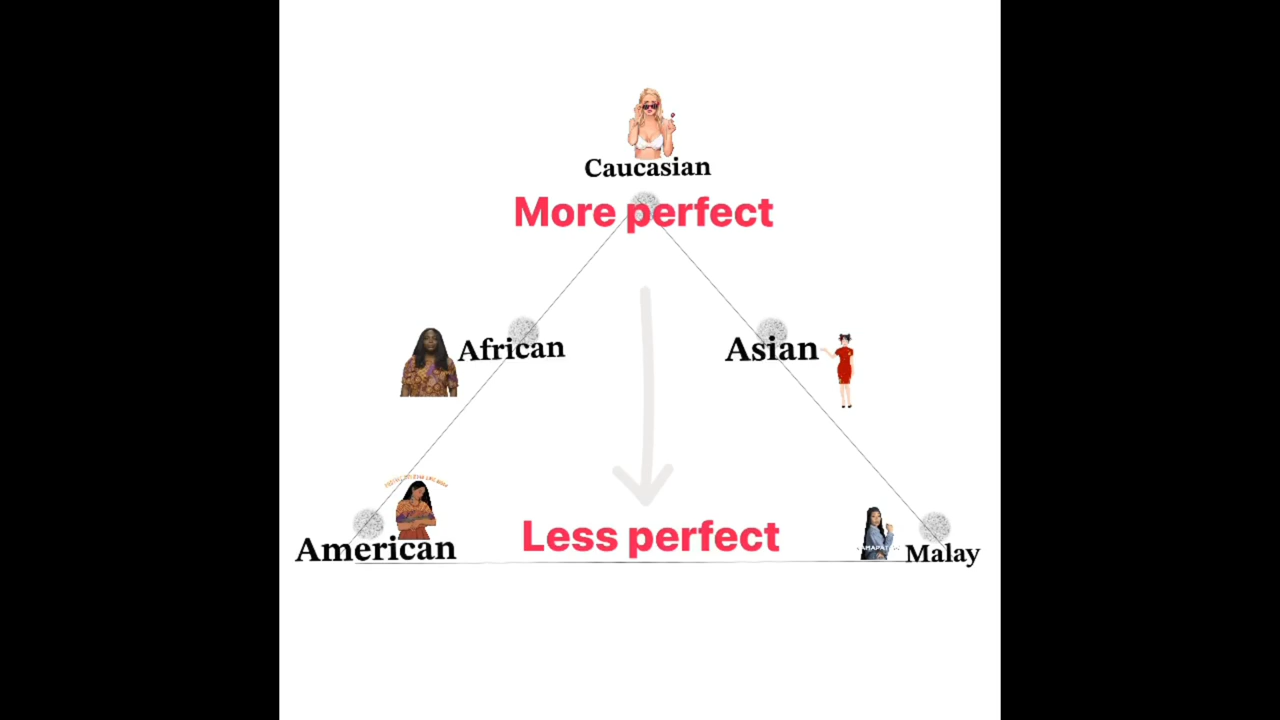 Caucasian
More perfect
African
Asian
American
Less perfect
Malay